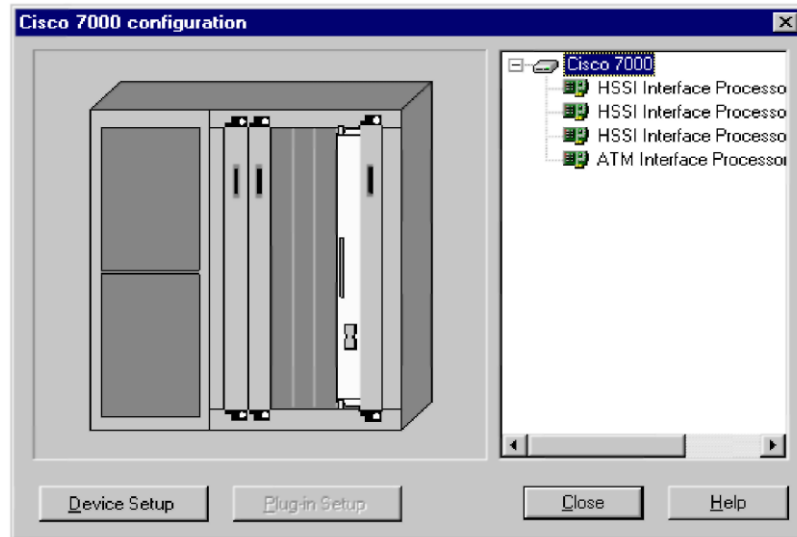 Cisco 7000 configuration
Cisco 7000
HSSI Interface Processo
HSSI Interface Processo
HSSI Interface Processo
ATM Interface Processor
Device Setup
Plug-in Setup
Close
Help